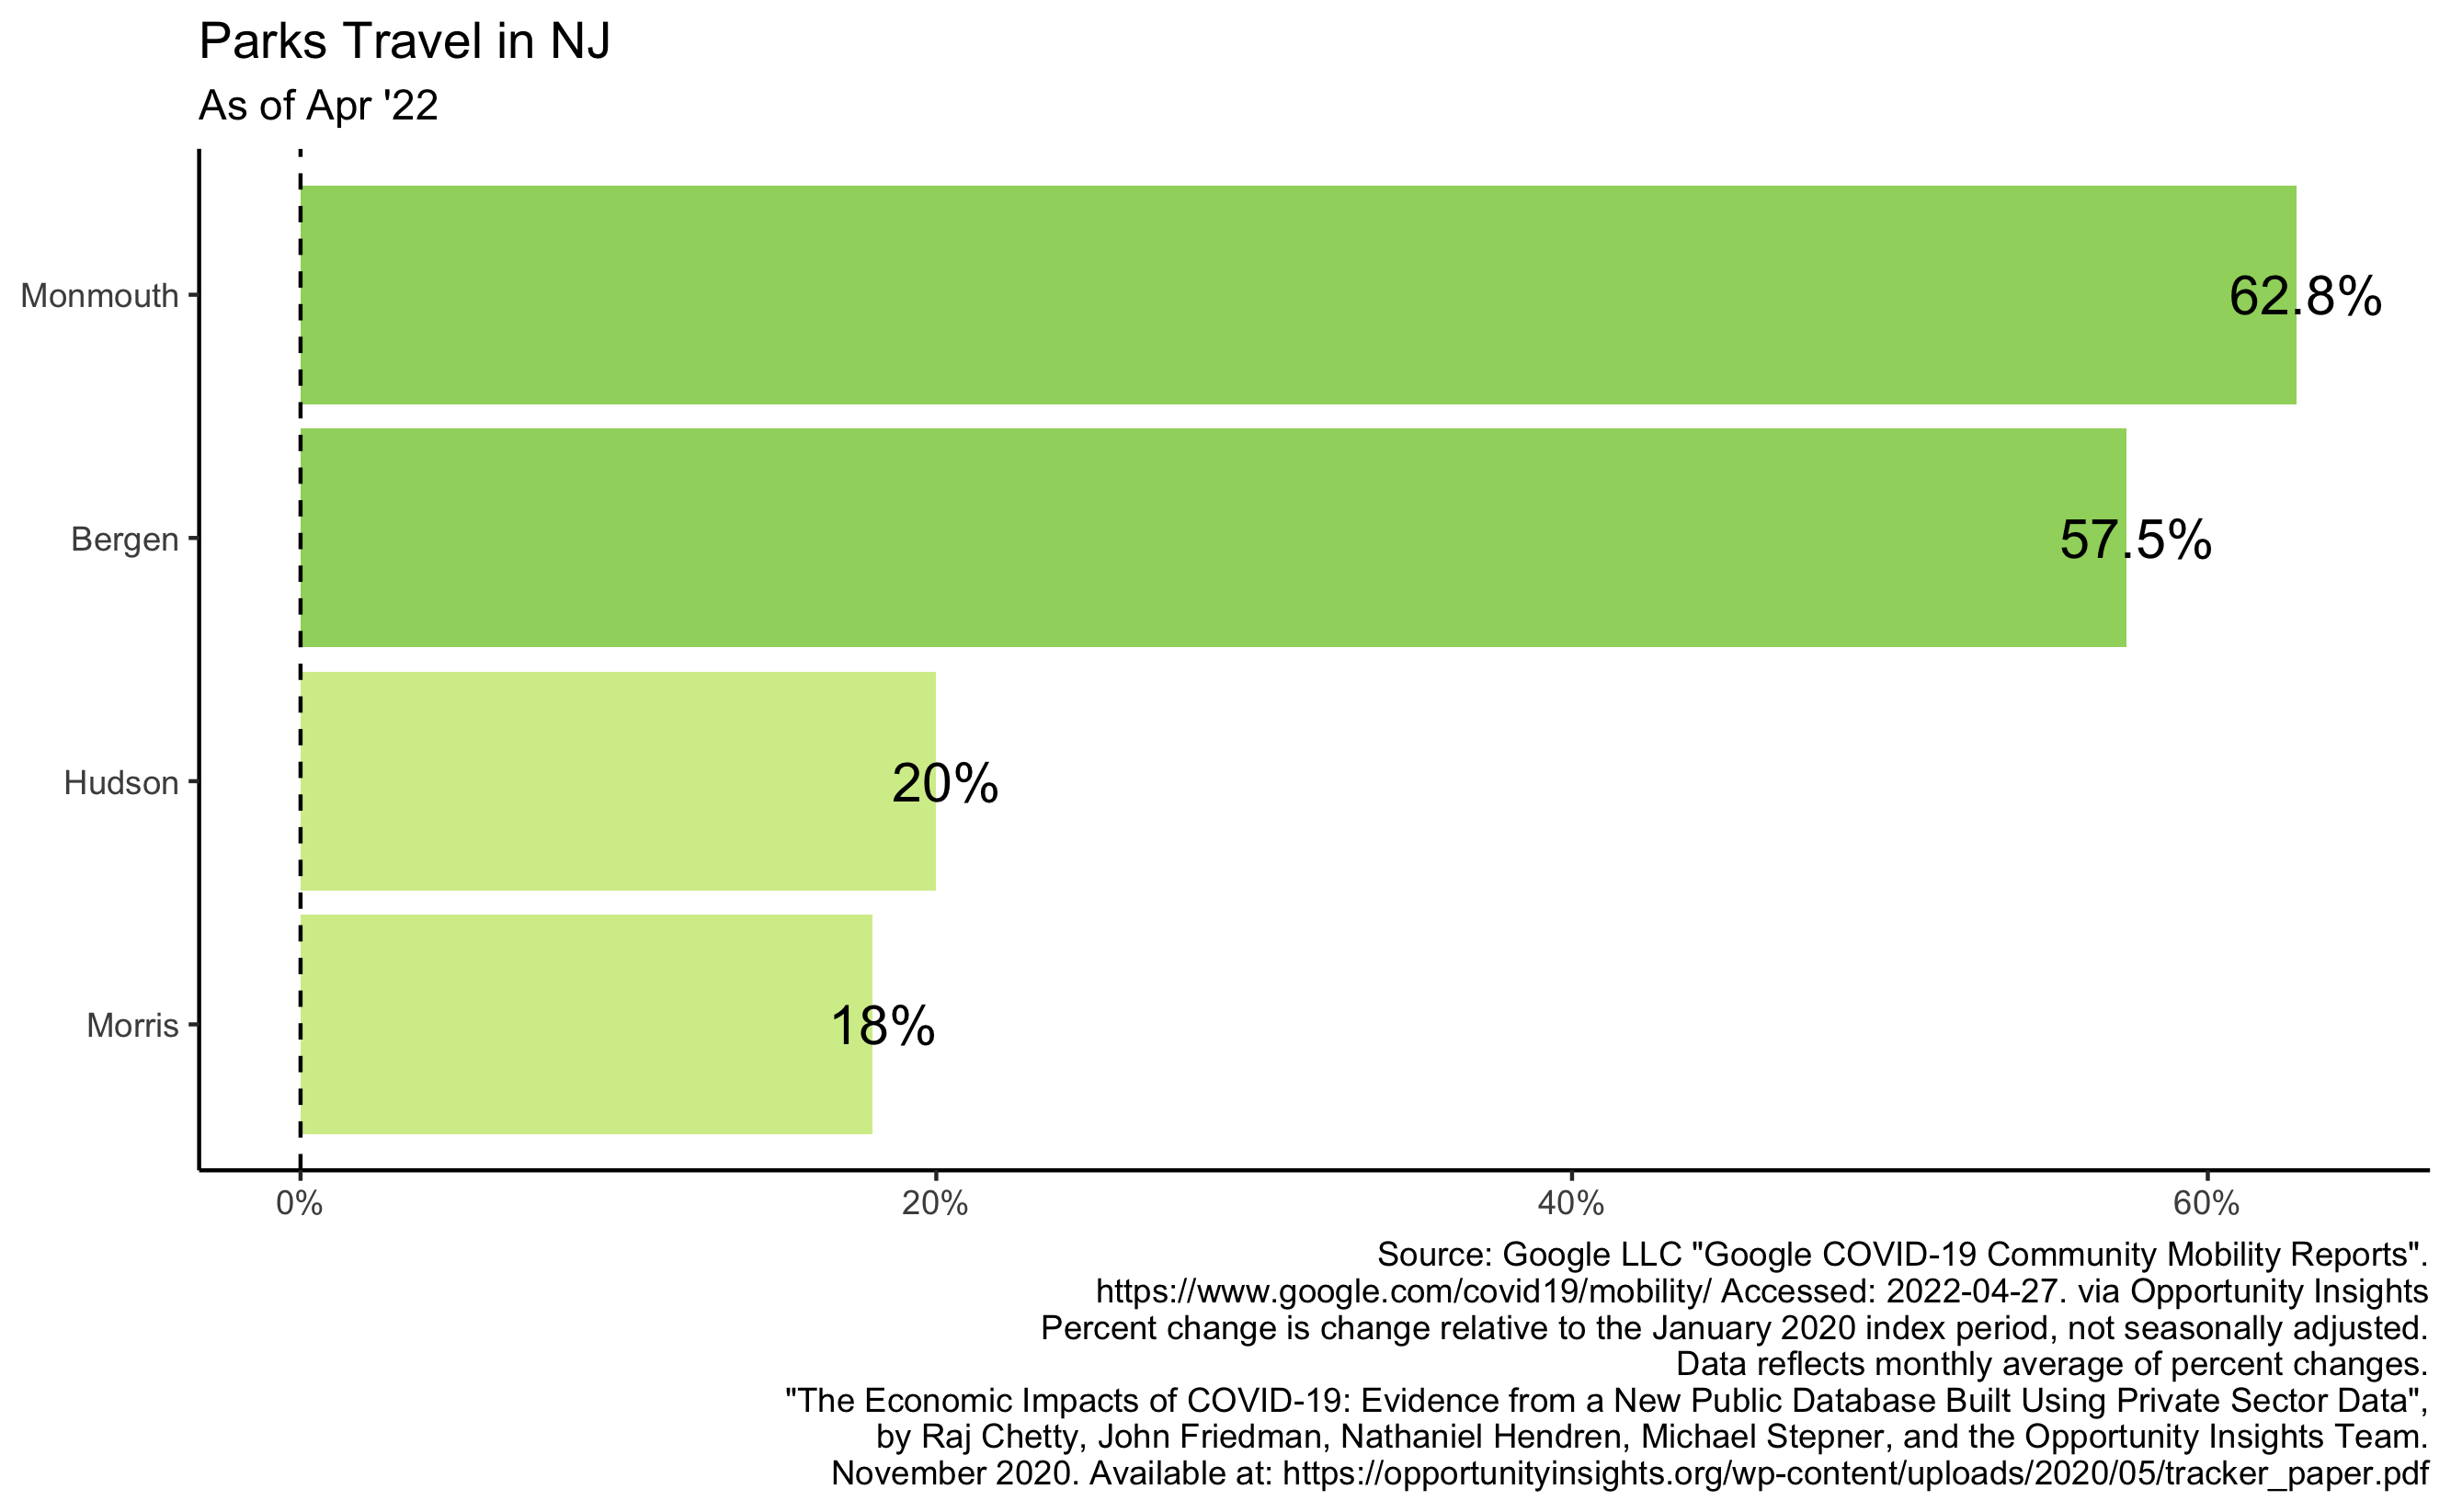 Parks Travel in NJ
As of Apr '22
Monmouth
62.8%
Bergen
57.5%
Hudson
20%
Morris
18%
0%
20%
40%
60%
Source: Google LLC "Google COVID-19 Community Mobility Reports".
https://www.google.com/covid19/mobility/ Accessed: 2022-04-27. via Opportunity Insights
Percent change is change relative to the January 2020 index period, not seasonally adjusted.
Data reflects monthly average of percent changes.
"The Economic Impacts of COVID-19: Evidence from a New Public Database Built Using Private Sector Data",
by Raj Chetty, John Friedman, Nathaniel Hendren, Michael Stepner, and the Opportunity Insights Team.
November 2020. Available at: https://opportunityinsights.org/wp-content/uploads/2020/05/tracker_paper.pdf